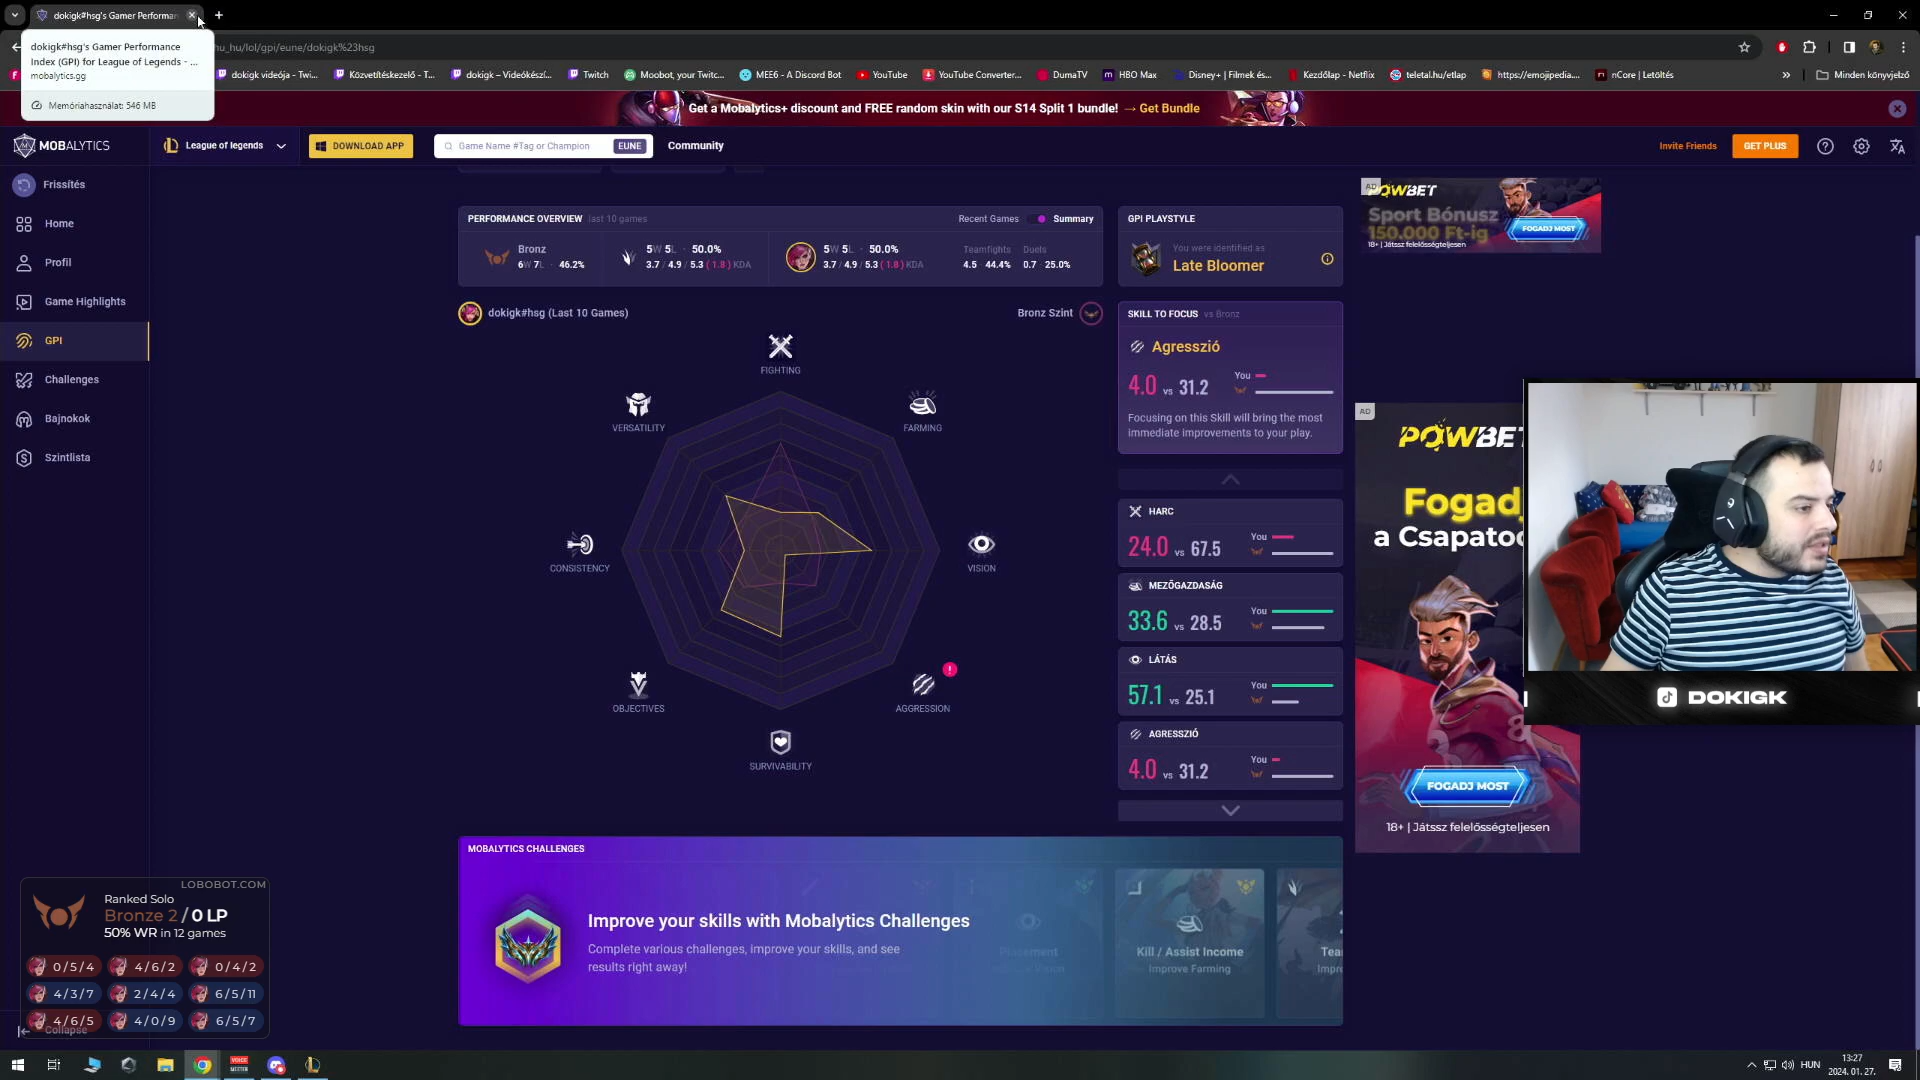 dokigk#hsg's Gamer Performan
dokigk#hsg's Gamer Performance
Index (GPI) for League of Legends - ...
mobalytics.gg
Memóriahasználat: 546 MB
hu_hu/lol/gpi/eune/dokigk%23hsg
dokigk videója - Twi...
Közvetítéskezelő - T...
dokigk – Videókészí...
Twitch
Moobot, your Twitc...
MEE6 - A Discord Bot
YouTube
YouTube Converter...
DumaTV
HBO Max
Disney+ | Filmek és...
Kezdőlap - Netflix
teletal.hu/etlap
https://emojipedia....
nCore | Letöltés
»
Minden könyvjelző
Get a Mobalytics+ discount and FREE random skin with our S14 Split 1 bundle! → Get Bundle
MOBALYTICS
League of legends
DOWNLOAD APP
Game Name #Tag or Champion
EUNE
Community
Invite Friends
GET PLUS
Frissítés
Home
Profil
Game Highlights
GPI
Challenges
Bajnokok
Szintlista
Collapse
PERFORMANCE OVERVIEW last 10 games
Recent Games
Summary
Bronz
6W 7L · 46.2%
5W 5L · 50.0%
3.7 / 4.9 / 5.3 ( 1.8 ) KDA
5W 5L · 50.0%
3.7 / 4.9 / 5.3 ( 1.8 ) KDA
Teamfights
4.5 · 44.4%
Duels
0.7 · 25.0%
dokigk#hsg (Last 10 Games)
Bronz Szint
FIGHTING
FARMING
VISION
AGGRESSION
SURVIVABILITY
OBJECTIVES
CONSISTENCY
VERSATILITY
GPI PLAYSTYLE
You were identified as
Late Bloomer
SKILL TO FOCUS vs Bronz
Agresszió
4.0 vs 31.2
You
Focusing on this Skill will bring the most
immediate improvements to your play.
HARC
24.0 vs 67.5
You
MEZŐGAZDASÁG
33.6 vs 28.5
You
LÁTÁS
57.1 vs 25.1
You
AGRESSZIÓ
4.0 vs 31.2
You
MOBALYTICS CHALLENGES
Improve your skills with Mobalytics Challenges
Complete various challenges, improve your skills, and see
results right away!
Placement
Kill / Assist Income
Improve Farming
Tea
Impr
AD
POWBET
Sport Bónusz
150.000 Ft-ig
18+ | Játssz felelősségteljesen
FOGADJ MOST
AD
POWBET
Fogadj
a Csapatod
FOGADJ MOST
18+ | Játssz felelősségteljesen
DOKIGK
LOBOBOT.COM
Ranked Solo
Bronze 2 / 0 LP
50% WR in 12 games
0/5/4
4/6/2
0/4/2
4/3/7
2/4/4
6/5/11
4/6/5
4/0/9
6/5/7
VOICE
MEETER
HUN
13:27
2024. 01. 27.